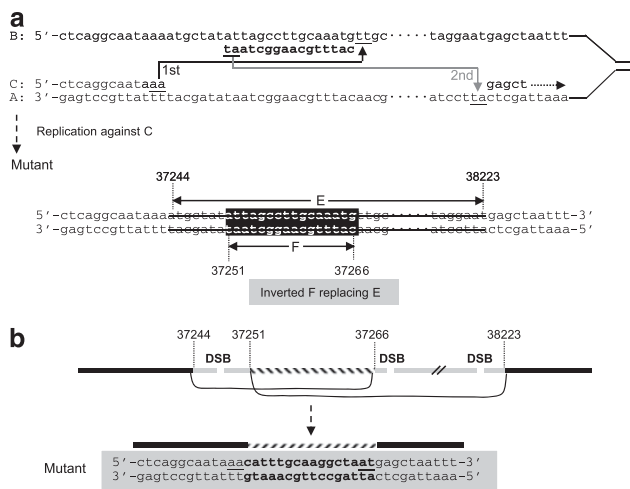 a
B: 5'-ctcaggcaataaaatgctatattagccttgcaaatgttgc·····taggaatgagctaattt
taatcggaacgtttac
1st
2nd
gagct
C: 5'-ctcaggcaataaa
A: 3'-gagtccgttattttacgatataatcggaacgtttacaacg·····atccttactcgattaaa
Replication against C
Mutant
37244
38223
E
5'-ctcaggcaataaaatgctatattagccttgcaaatgttgc·····taggaatgagctaattt-3'
3'-gagtccgttattttacgatataatcggaacgtttacaacg·····atccttactcgattaaa-5'
F
37251
37266
Inverted F replacing E
b
37244
37251
37266
38223
DSB
DSB
DSB
Mutant
5'-ctcaggcaataaacatttgcaaggctaatgagctaattt-3'
3'-gagtccgttatttgtaaacgttccgattactcgattaaa-5'